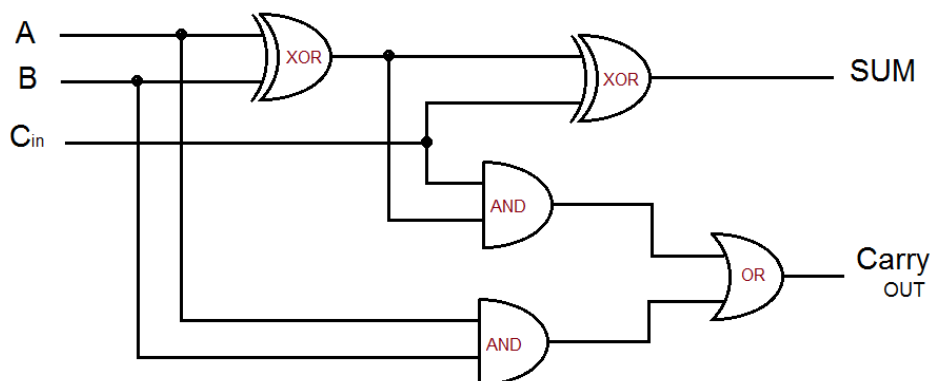 A
XOR
XOR
SUM
B
Cin
AND
Carry
OUT
OR
AND